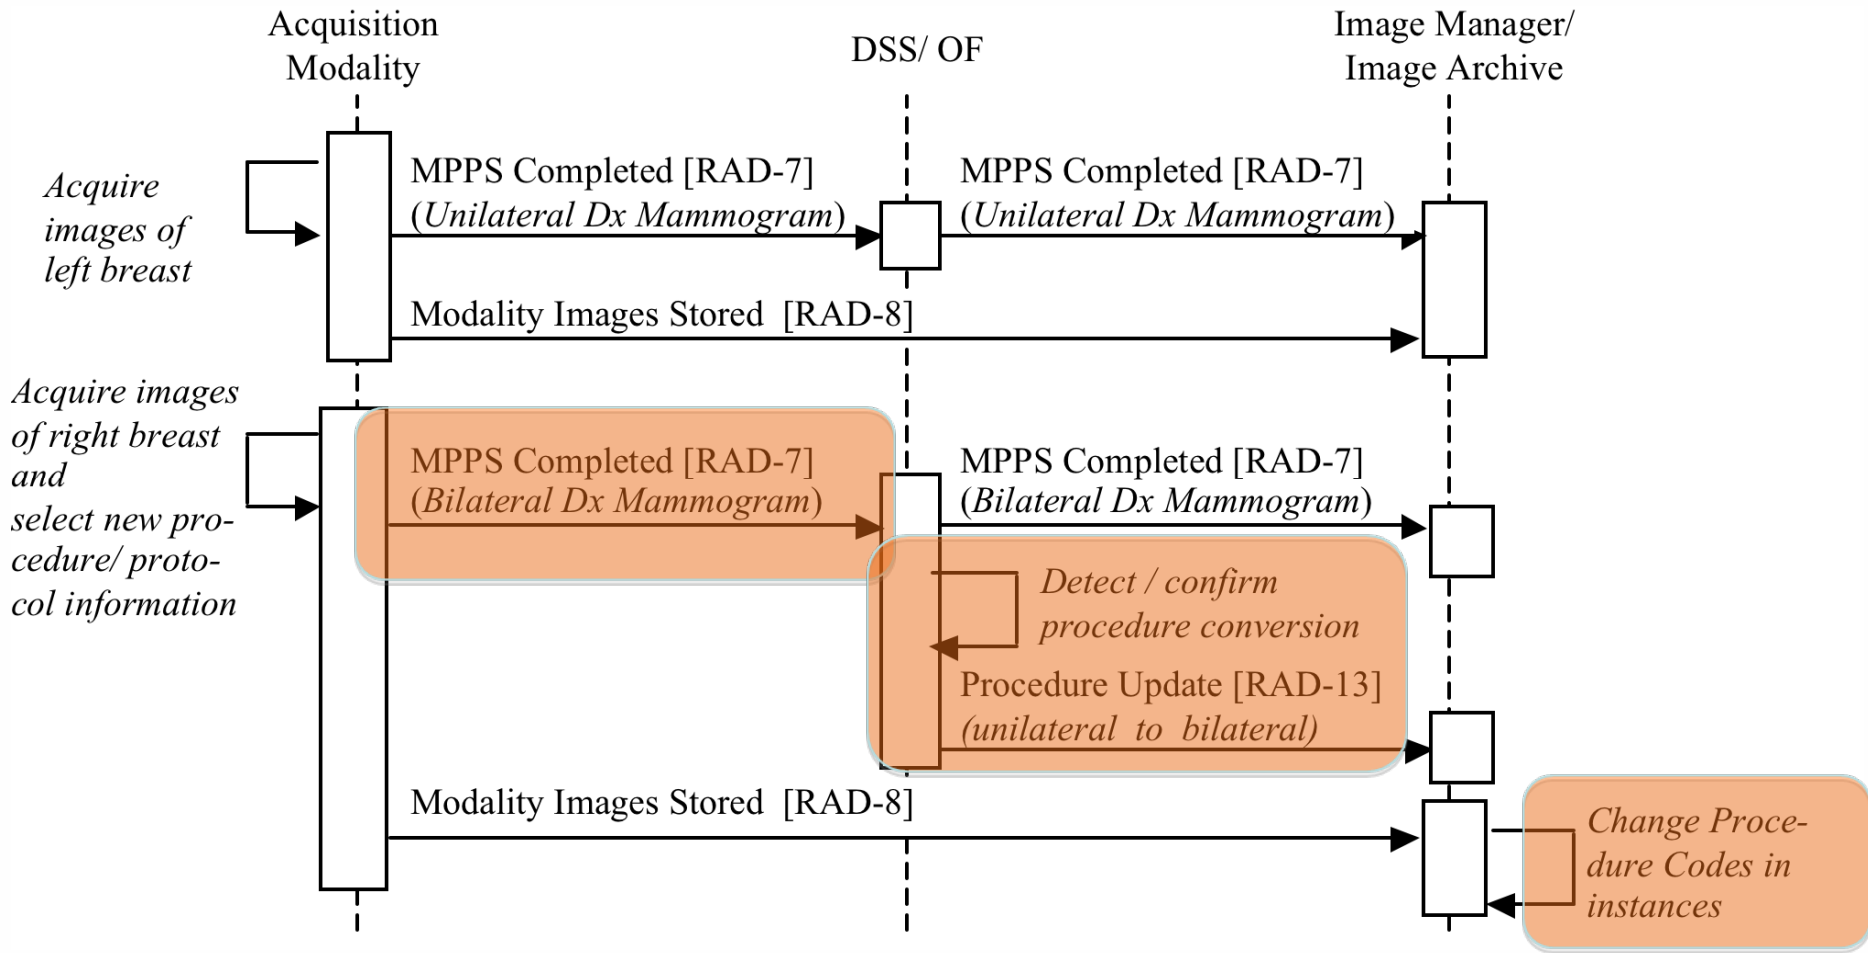 Acquisition
Modality
DSS/ OF
Image Manager/
Image Archive
Acquire
images of
left breast
MPPS Completed [RAD-7]
(Unilateral Dx Mammogram)
MPPS Completed [RAD-7]
(Unilateral Dx Mammogram)
Modality Images Stored  [RAD-8]
Acquire images
of right breast
and
select new pro-
cedure/ proto-
col information
MPPS Completed [RAD-7]
(Bilateral Dx Mammogram)
MPPS Completed [RAD-7]
(Bilateral Dx Mammogram)
Detect / confirm
procedure conversion
Procedure Update [RAD-13]
(unilateral  to  bilateral)
Modality Images Stored  [RAD-8]
Change Proce-
dure Codes in
instances